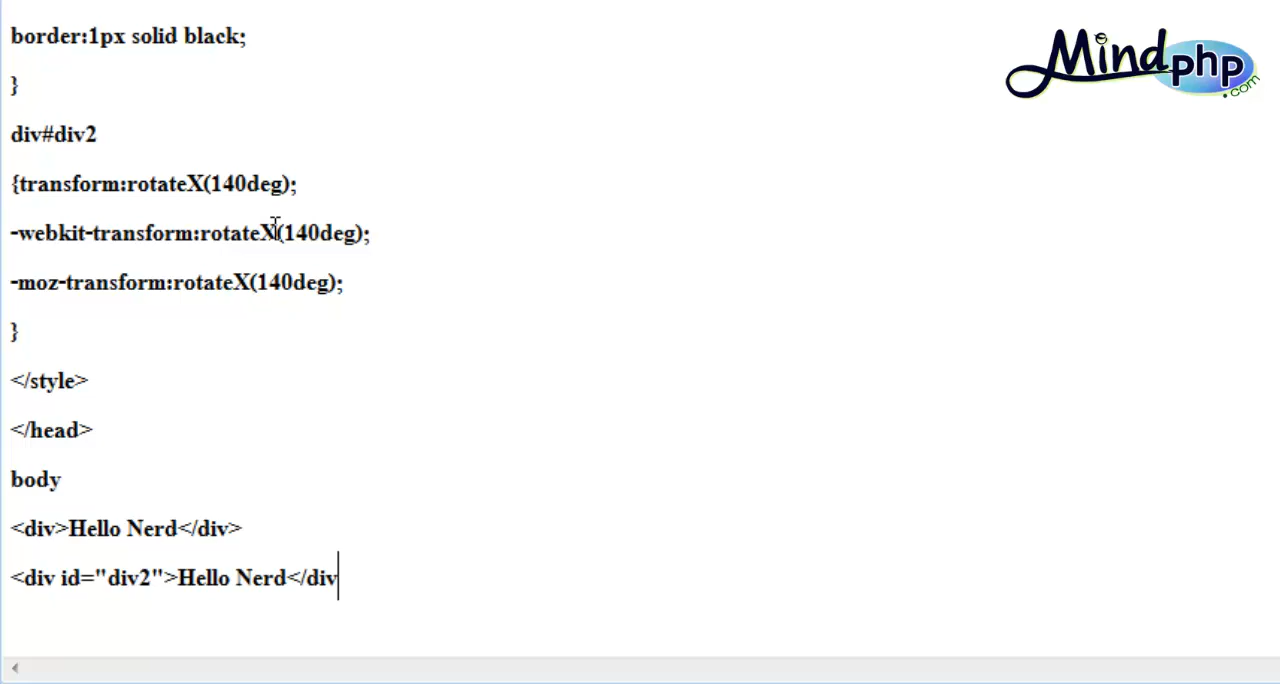 border:1px solid black;
}
div#div2
{transform:rotateX(140deg);
-webkit-transform:rotateX(140deg);
-moz-transform:rotateX(140deg);
}
</style>
</head>
body
<div>Hello Nerd</div>
<div id="div2">Hello Nerd</div
Mindphp
.com